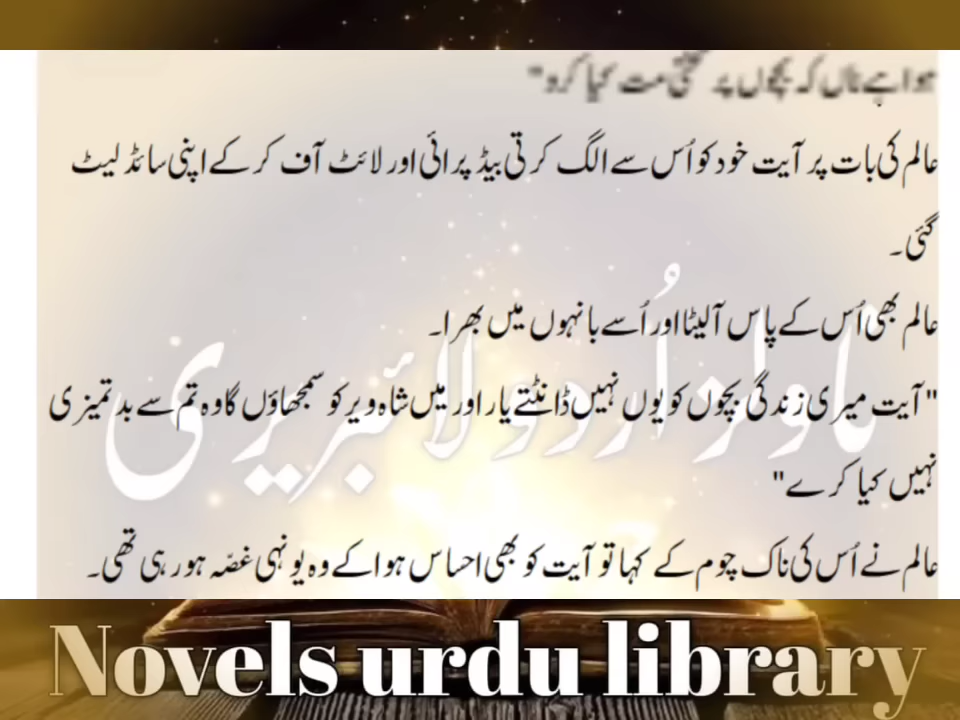 ہوا ہے ناں کہ بچوں پر سختی مت کیا کرو"
عالم کی بات پر آیت خود کو اُس سے الگ کرتی بیڈ پر ائی اور لائٹ آف کر کے اپنی سائڈ لیٹ
گئی۔
عالم بھی اُس کے پاس آ لیٹا اور اُسے بانہوں میں بھرا۔
"آیت میری زندگی بچوں کو یوں نہیں ڈانٹتے یار اور میں شاہ ویر کو سمجھاؤں گا وہ تم سے بدتمیزی
نہیں کیا کرے"
عالم نے اُس کی ناک چوم کے کہا تو آیت کو بھی احساس ہوا کے وہ یونہی غصّہ ہو رہی تھی۔
ناولز اُردو لائبریری
Novels urdu library